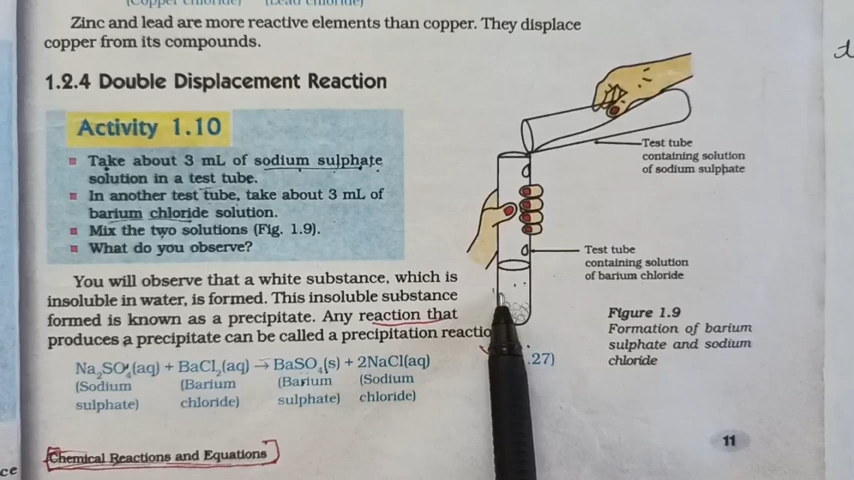 (Copper chloride) (Lead chloride)
Zinc and lead are more reactive elements than copper. They displace
copper from its compounds.
1.2.4 Double Displacement Reaction
Activity 1.10
Take about 3 mL of sodium sulphate
solution in a test tube.
In another test tube, take about 3 mL of
barium chloride solution.
Mix the two solutions (Fig. 1.9).
What do you observe?
You will observe that a white substance, which is
insoluble in water, is formed. This insoluble substance
formed is known as a precipitate. Any reaction that
produces a precipitate can be called a precipitation reactio
Na₂SO₄(aq) + BaCl₂(aq) → BaSO₄(s) + 2NaCl(aq) .27)
(Sodium (Barium (Barium (Sodium
sulphate) chloride) sulphate) chloride)
Test tube
containing solution
of sodium sulphate
Test tube
containing solution
of barium chloride
Figure 1.9
Formation of barium
sulphate and sodium
chloride
11
Chemical Reactions and Equations
ce